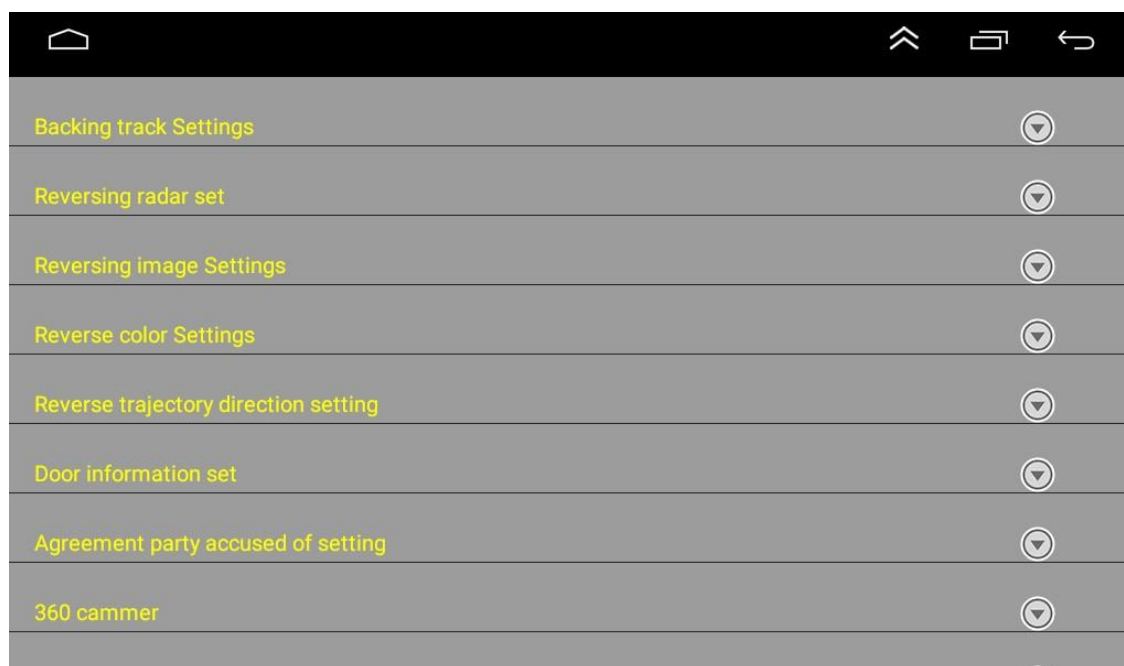 Backing track Settings
Reversing radar set
Reversing image Settings
Reverse color Settings
Reverse trajectory direction setting
Door information set
Agreement party accused of setting
360 cammer